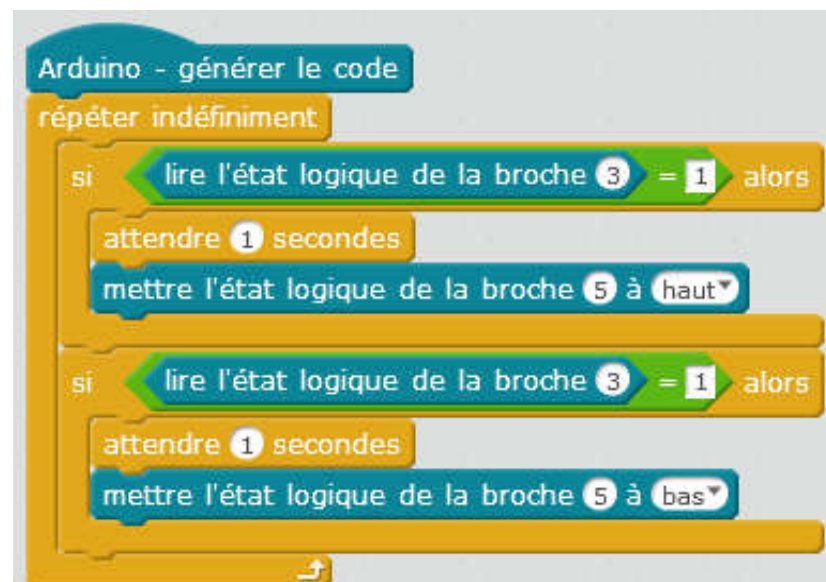 Arduino - générer le code
répéter indéfiniment
si lire l'état logique de la broche 3 = 1 alors
attendre 1 secondes
mettre l'état logique de la broche 5 à haut
si lire l'état logique de la broche 3 = 1 alors
attendre 1 secondes
mettre l'état logique de la broche 5 à bas